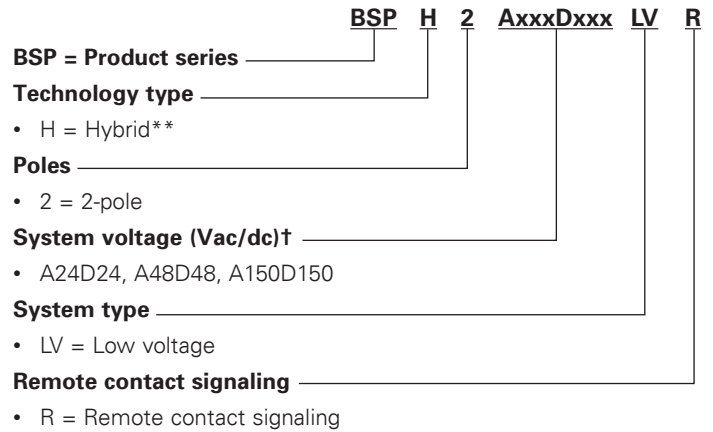 BSP H 2 AxxxDxxx LV R
BSP = Product series
Technology type
• H = Hybrid**
Poles
• 2 = 2-pole
System voltage (Vac/dc)†
• A24D24, A48D48, A150D150
System type
• LV = Low voltage
Remote contact signaling
• R = Remote contact signaling